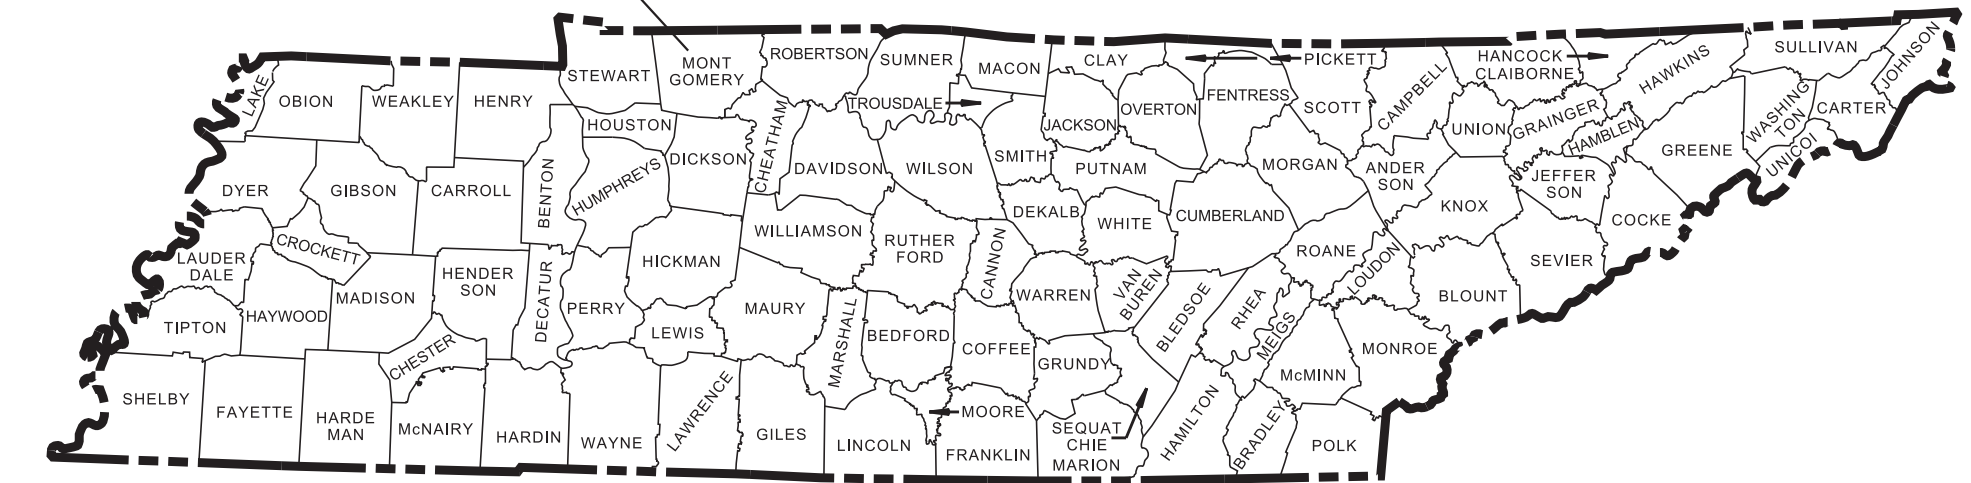 LAKE
OBION
WEAKLEY
HENRY
STEWART
MONT
GOMERY
ROBERTSON
SUMNER
MACON
CLAY
PICKETT
SCOTT
CAMPBELL
HANCOCK
CLAIBORNE
HAWKINS
SULLIVAN
JOHNSON
TROUSDALE
OVERTON
FENTRESS
JACKSON
HOUSTON
CHEATHAM
UNION
GRAINGER
HAMBLEN
WASHING
TON
CARTER
UNICOI
GREENE
DYER
GIBSON
CARROLL
BENTON
HUMPHREYS
DICKSON
DAVIDSON
WILSON
SMITH
PUTNAM
MORGAN
ANDER
SON
JEFFER
SON
KNOX
COCKE
DEKALB
WHITE
CUMBERLAND
WILLIAMSON
RUTHER
FORD
CANNON
ROANE
LOUDON
SEVIER
BLOUNT
LAUDER
DALE
CROCKETT
HAYWOOD
MADISON
HENDER
SON
DECATUR
PERRY
HICKMAN
LEWIS
MAURY
MARSHALL
BEDFORD
COFFEE
WARREN
VAN
BUREN
BLEDSOE
RHEA
MEIGS
MONROE
McMINN
TIPTON
SHELBY
FAYETTE
HARDE
MAN
CHESTER
McNAIRY
HARDIN
WAYNE
LAWRENCE
GILES
LINCOLN
MOORE
FRANKLIN
GRUNDY
SEQUAT
CHIE
MARION
HAMILTON
BRADLEY
POLK